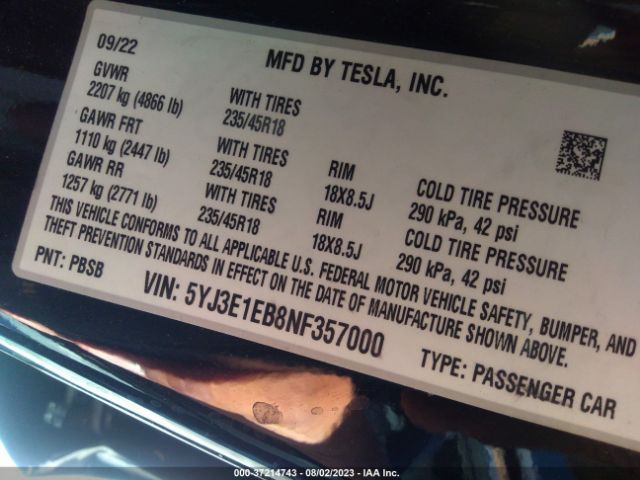 09/22
MFD BY TESLA, INC.
GVWR
2207 kg (4866 lb)
WITH TIRES
235/45R18
GAWR FRT
1110 kg (2447 lb)
WITH TIRES
235/45R18
RIM
18X8.5J
COLD TIRE PRESSURE
290 kPa, 42 psi
GAWR RR
1257 kg (2771 lb)
WITH TIRES
235/45R18
RIM
18X8.5J
COLD TIRE PRESSURE
290 kPa, 42 psi
THIS VEHICLE CONFORMS TO ALL APPLICABLE U.S. FEDERAL MOTOR VEHICLE SAFETY, BUMPER, AND
THEFT PREVENTION STANDARDS IN EFFECT ON THE DATE OF MANUFACTURE SHOWN ABOVE.
PNT: PBSB
VIN: 5YJ3E1EB8NF357000
TYPE: PASSENGER CAR
000-37214743 - 08/02/2023 - IAA Inc.